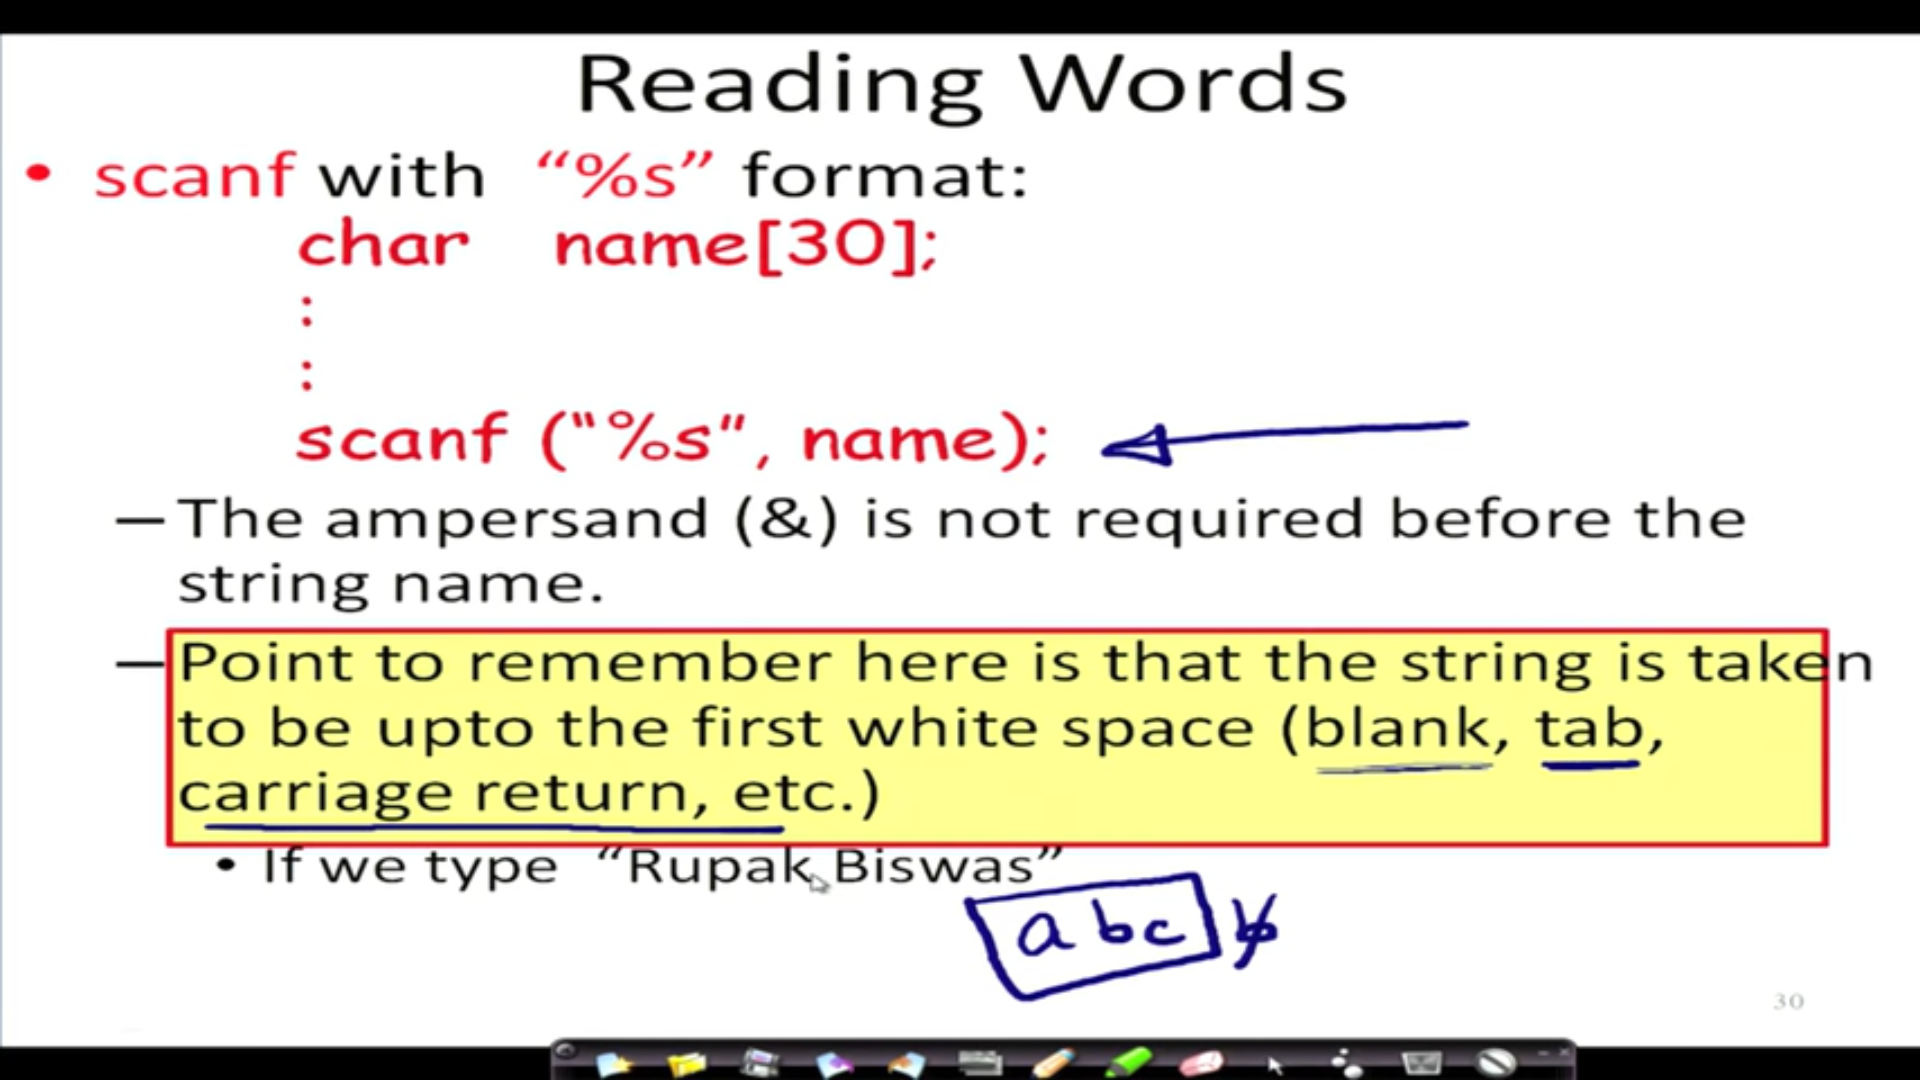 Reading Words
• scanf with “%s” format:
char name[30];
:
:
scanf ("%s", name);
— The ampersand (&) is not required before the
string name.
— Point to remember here is that the string is taken
to be upto the first white space (blank, tab,
carriage return, etc.)
• If we type “Rupak Biswas”
abc b̸
30